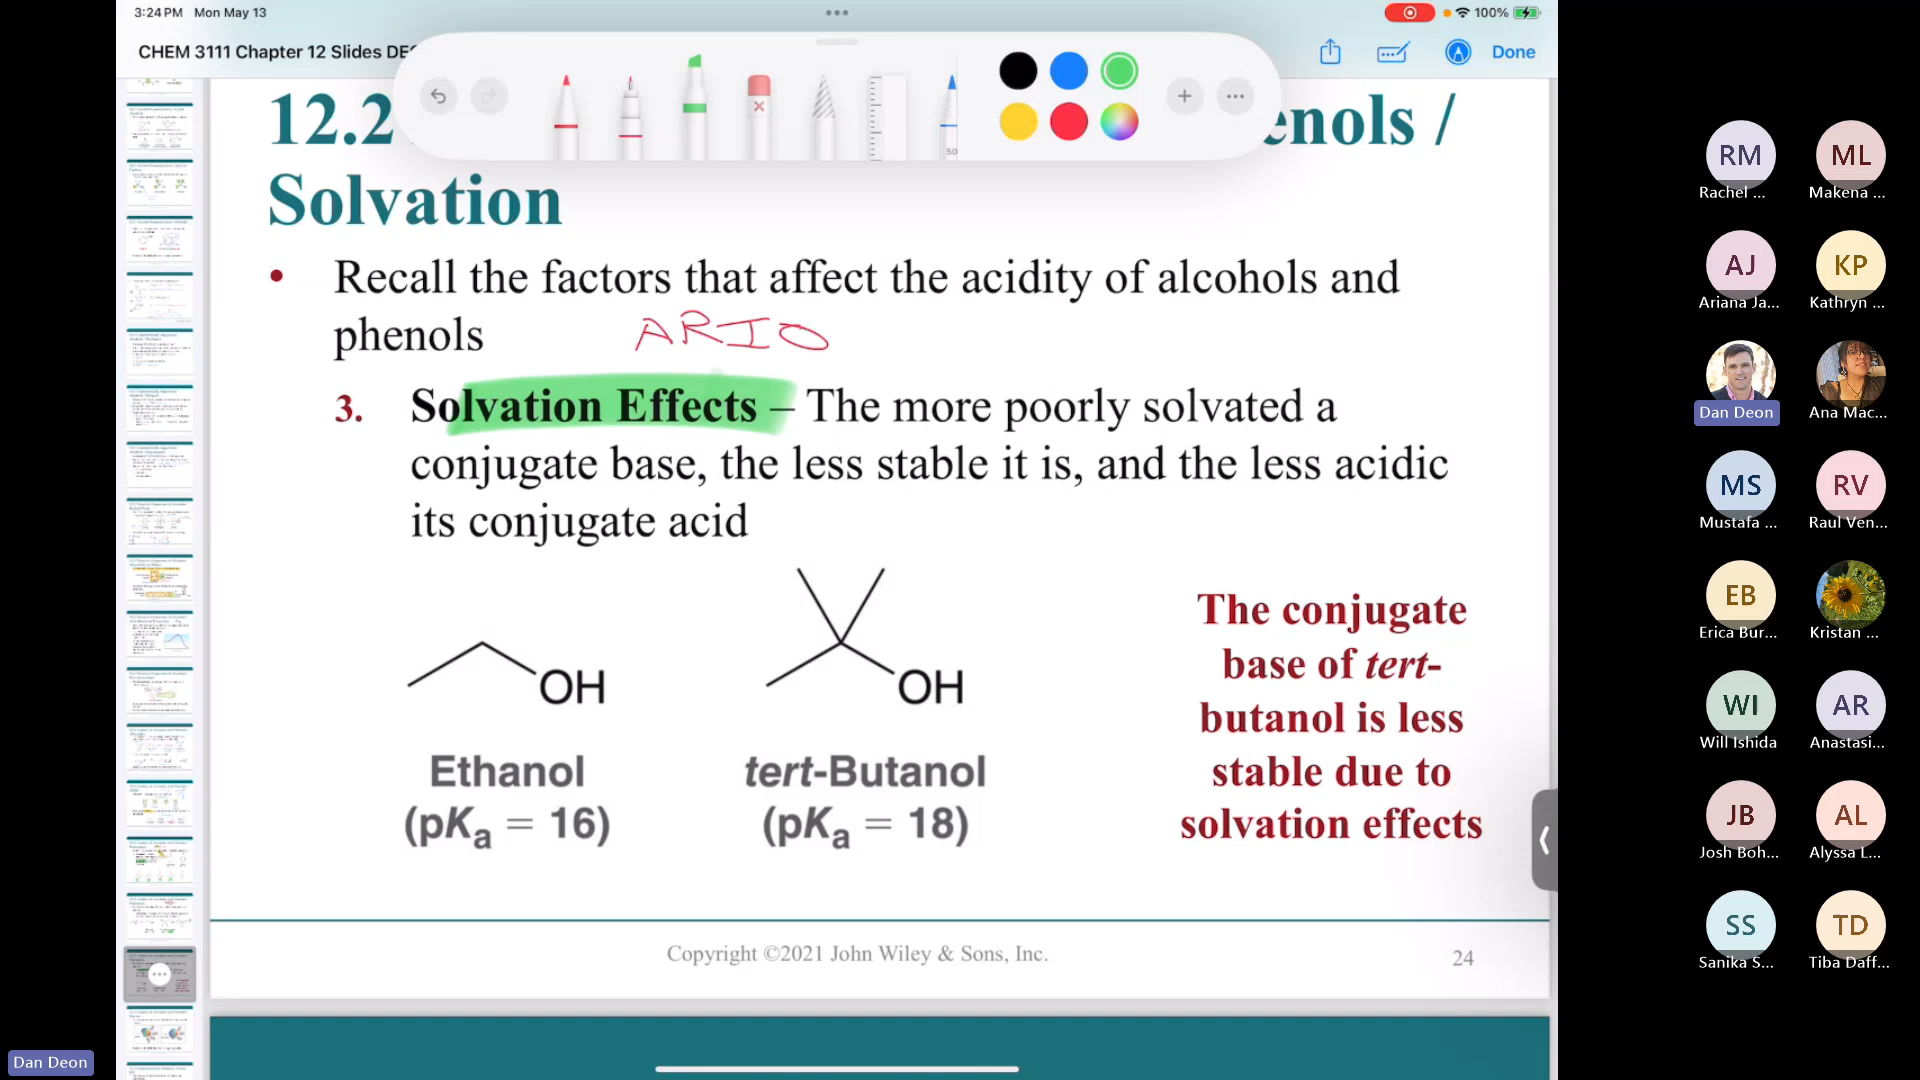 3:24 PM Mon May 13
100%
CHEM 3111 Chapter 12 Slides DE
Done
50
12.2
enols /
Solvation
• Recall the factors that affect the acidity of alcohols and
phenols
ARIO
3. Solvation Effects – The more poorly solvated a
conjugate base, the less stable it is, and the less acidic
its conjugate acid
OH
OH
Ethanol
(pKa = 16)
tert-Butanol
(pKa = 18)
The conjugate
base of tert-
butanol is less
stable due to
solvation effects
Copyright ©2021 John Wiley & Sons, Inc.
24
RM
Rachel ...
ML
Makena ...
AJ
Ariana Ja...
KP
Kathryn ...
Dan Deon
Ana Mac...
MS
Mustafa ...
RV
Raul Ven...
EB
Erica Bur...
Kristan ...
WI
Will Ishida
AR
Anastasi...
JB
Josh Boh...
AL
Alyssa L...
SS
Sanika S...
TD
Tiba Daff...
Dan Deon